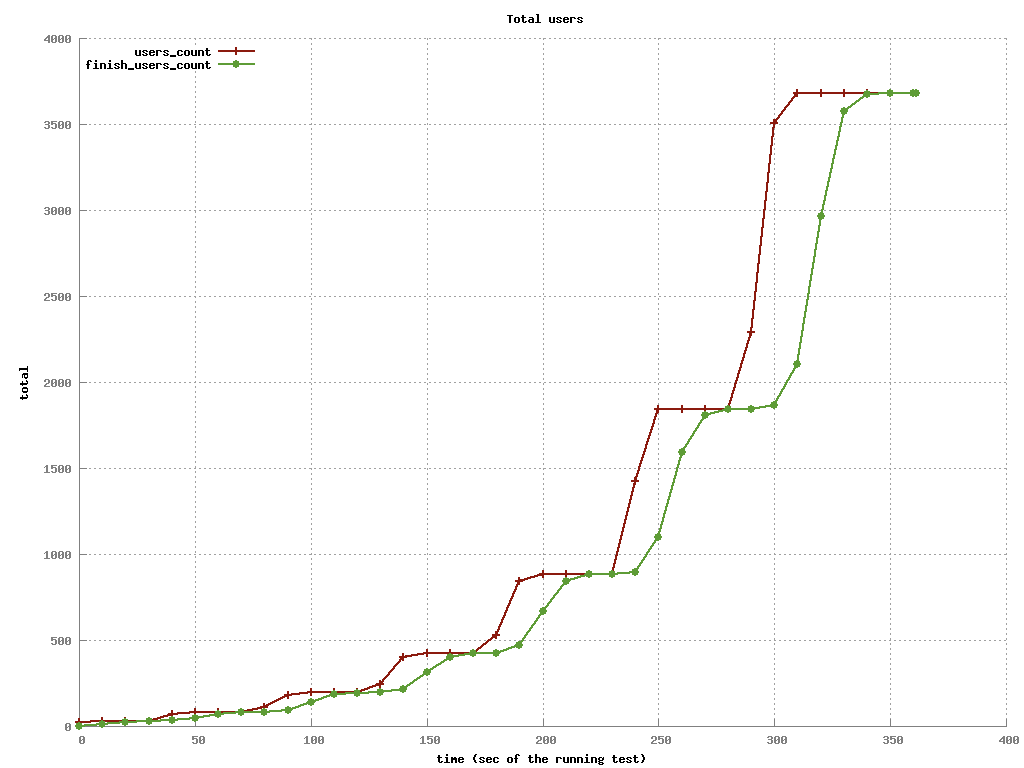 Total users
users_count
finish_users_count
4000
3500
3000
2500
2000
1500
1000
500
0
total
0 50 100 150 200 250 300 350 400
time (sec of the running test)